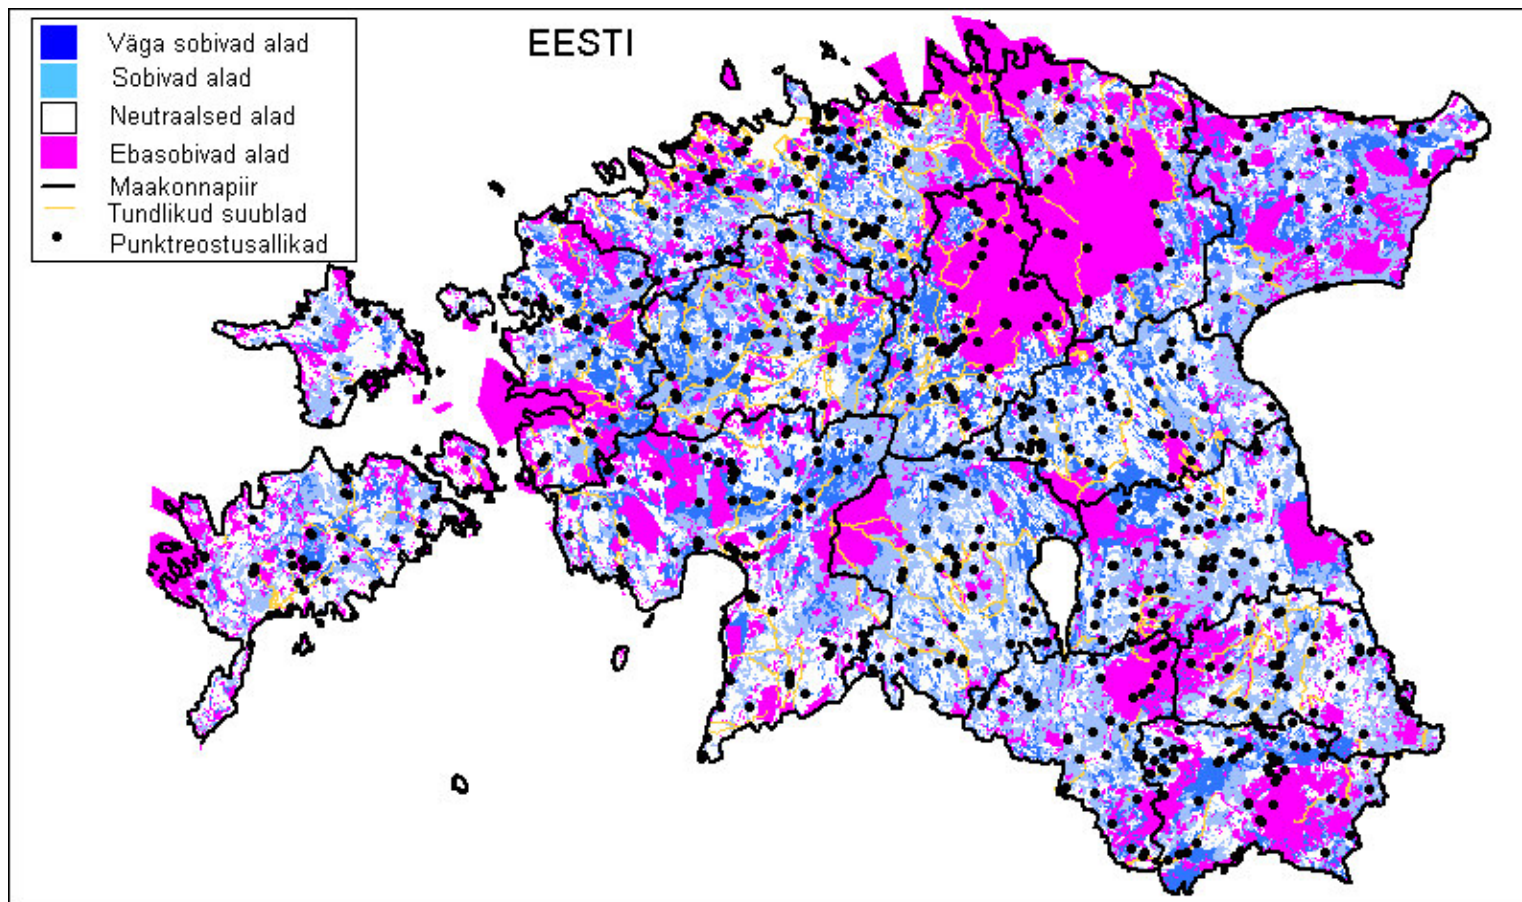 EESTI
Väga sobivad alad
Sobivad alad
Neutraalsed alad
Ebasobivad alad
Maakonnapiir
Tundlikud suublad
Punktreostusallikad